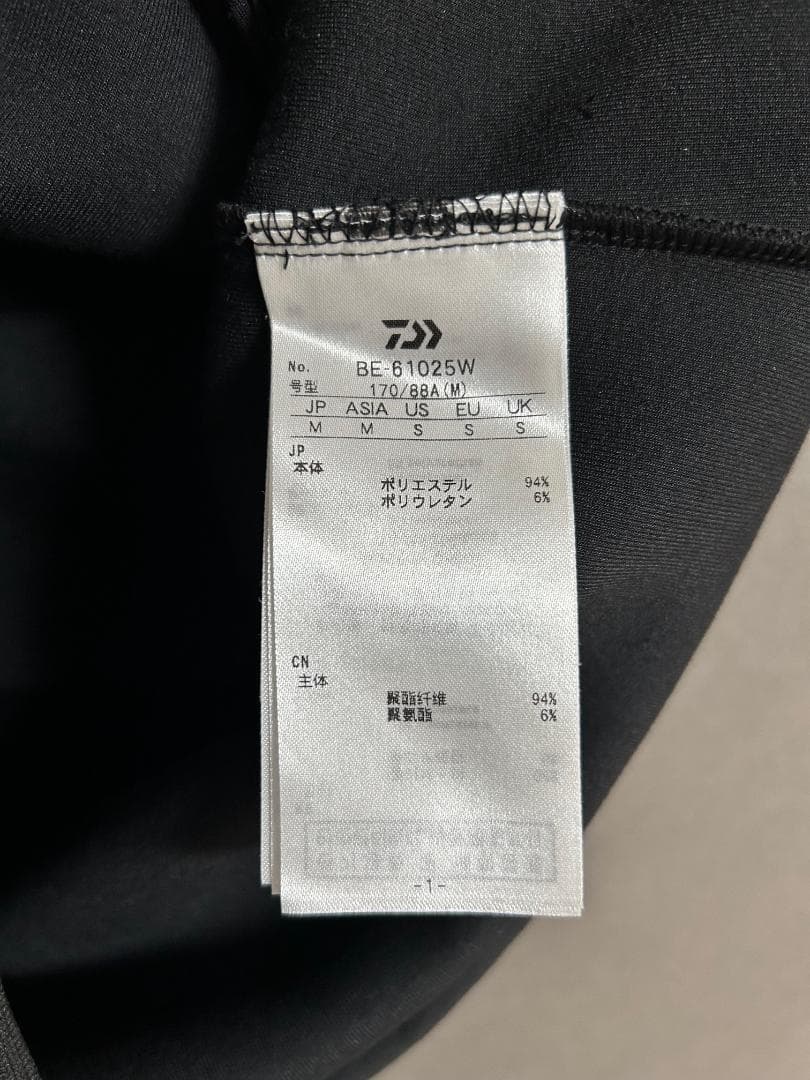 No. BE-61025W
号型 170/88A(M)
JP ASIA US EU UK
M M S S S
JP
本体
ポリエステル 94%
ポリウレタン 6%
CN
主体
聚酯纤维 94%
聚氨酯 6%
-1-